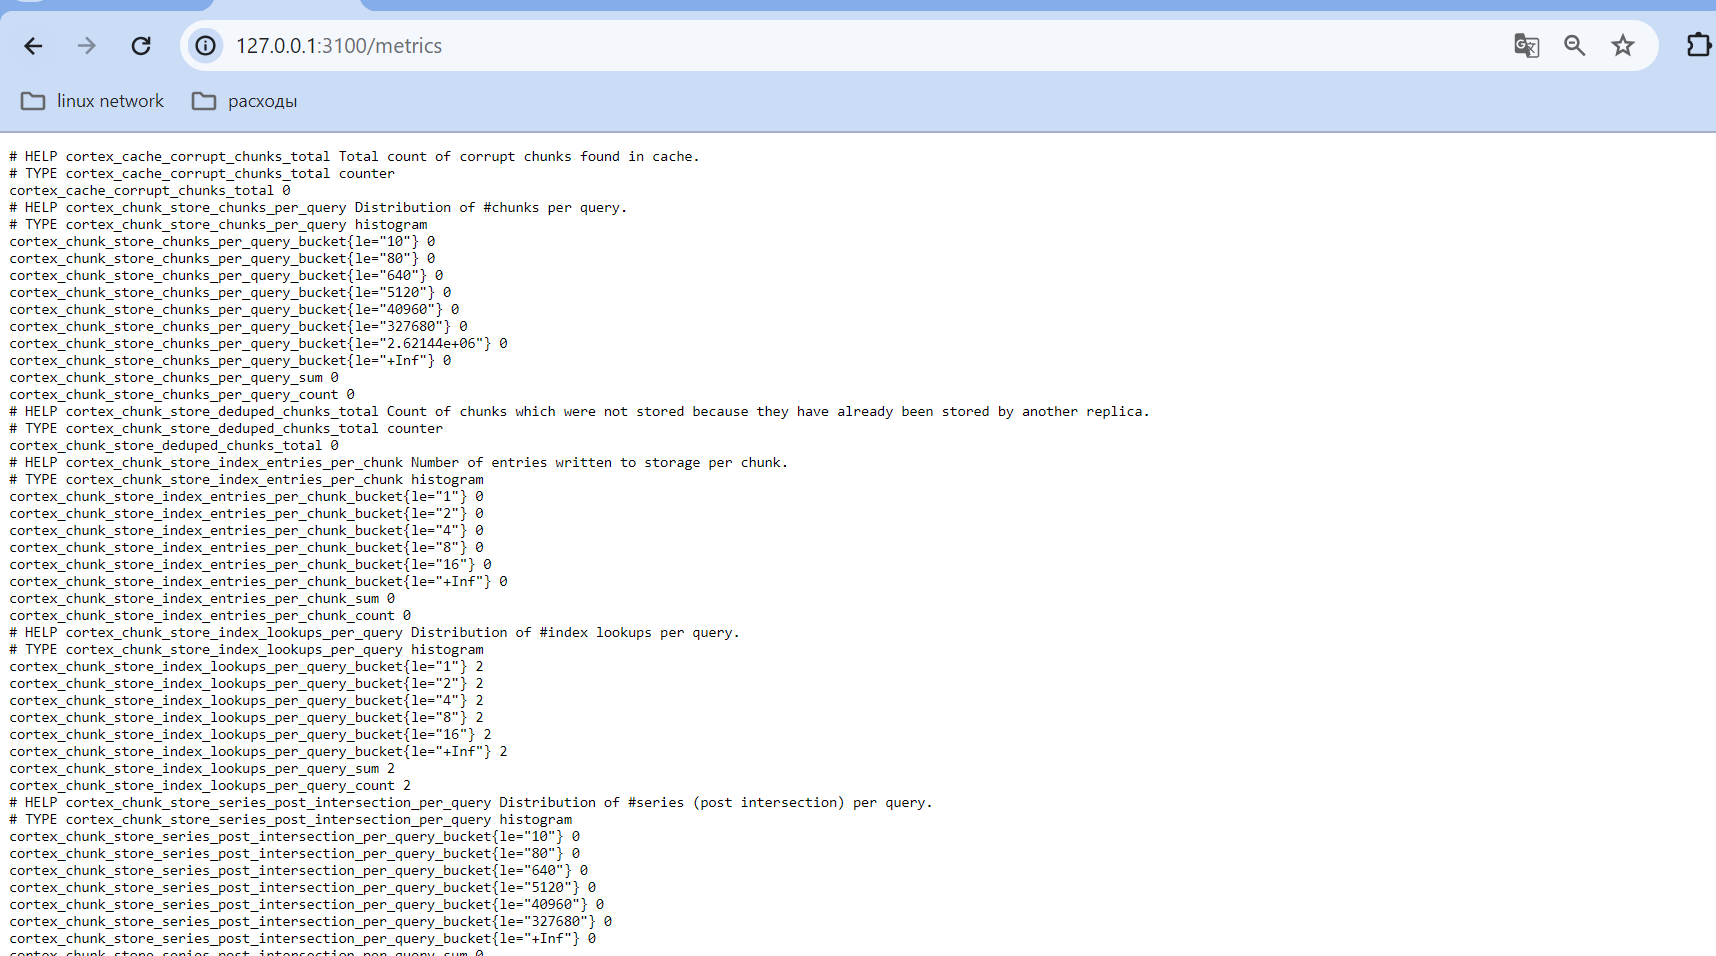 127.0.0.1:3100/metrics
linux network расходы
# HELP cortex_cache_corrupt_chunks_total Total count of corrupt chunks found in cache.
# TYPE cortex_cache_corrupt_chunks_total counter
cortex_cache_corrupt_chunks_total 0
# HELP cortex_chunk_store_chunks_per_query Distribution of #chunks per query.
# TYPE cortex_chunk_store_chunks_per_query histogram
cortex_chunk_store_chunks_per_query_bucket{le="10"} 0
cortex_chunk_store_chunks_per_query_bucket{le="80"} 0
cortex_chunk_store_chunks_per_query_bucket{le="640"} 0
cortex_chunk_store_chunks_per_query_bucket{le="5120"} 0
cortex_chunk_store_chunks_per_query_bucket{le="40960"} 0
cortex_chunk_store_chunks_per_query_bucket{le="327680"} 0
cortex_chunk_store_chunks_per_query_bucket{le="2.62144e+06"} 0
cortex_chunk_store_chunks_per_query_bucket{le="+Inf"} 0
cortex_chunk_store_chunks_per_query_sum 0
cortex_chunk_store_chunks_per_query_count 0
# HELP cortex_chunk_store_deduped_chunks_total Count of chunks which were not stored because they have already been stored by another replica.
# TYPE cortex_chunk_store_deduped_chunks_total counter
cortex_chunk_store_deduped_chunks_total 0
# HELP cortex_chunk_store_index_entries_per_chunk Number of entries written to storage per chunk.
# TYPE cortex_chunk_store_index_entries_per_chunk histogram
cortex_chunk_store_index_entries_per_chunk_bucket{le="1"} 0
cortex_chunk_store_index_entries_per_chunk_bucket{le="2"} 0
cortex_chunk_store_index_entries_per_chunk_bucket{le="4"} 0
cortex_chunk_store_index_entries_per_chunk_bucket{le="8"} 0
cortex_chunk_store_index_entries_per_chunk_bucket{le="16"} 0
cortex_chunk_store_index_entries_per_chunk_bucket{le="+Inf"} 0
cortex_chunk_store_index_entries_per_chunk_sum 0
cortex_chunk_store_index_entries_per_chunk_count 0
# HELP cortex_chunk_store_index_lookups_per_query Distribution of #index lookups per query.
# TYPE cortex_chunk_store_index_lookups_per_query histogram
cortex_chunk_store_index_lookups_per_query_bucket{le="1"} 2
cortex_chunk_store_index_lookups_per_query_bucket{le="2"} 2
cortex_chunk_store_index_lookups_per_query_bucket{le="4"} 2
cortex_chunk_store_index_lookups_per_query_bucket{le="8"} 2
cortex_chunk_store_index_lookups_per_query_bucket{le="16"} 2
cortex_chunk_store_index_lookups_per_query_bucket{le="+Inf"} 2
cortex_chunk_store_index_lookups_per_query_sum 2
cortex_chunk_store_index_lookups_per_query_count 2
# HELP cortex_chunk_store_series_post_intersection_per_query Distribution of #series (post intersection) per query.
# TYPE cortex_chunk_store_series_post_intersection_per_query histogram
cortex_chunk_store_series_post_intersection_per_query_bucket{le="10"} 0
cortex_chunk_store_series_post_intersection_per_query_bucket{le="80"} 0
cortex_chunk_store_series_post_intersection_per_query_bucket{le="640"} 0
cortex_chunk_store_series_post_intersection_per_query_bucket{le="5120"} 0
cortex_chunk_store_series_post_intersection_per_query_bucket{le="40960"} 0
cortex_chunk_store_series_post_intersection_per_query_bucket{le="327680"} 0
cortex_chunk_store_series_post_intersection_per_query_bucket{le="+Inf"} 0
cortex_chunk_store_series_post_intersection_per_query_sum 0